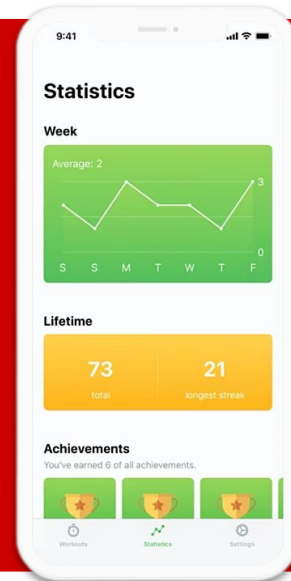 9:41
Statistics
Week
Average: 2
3
0
S S M T W T F
Lifetime
73 21
total longest streak
Achievements
You've earned 6 of all achievements.
Workouts Statistics Settings